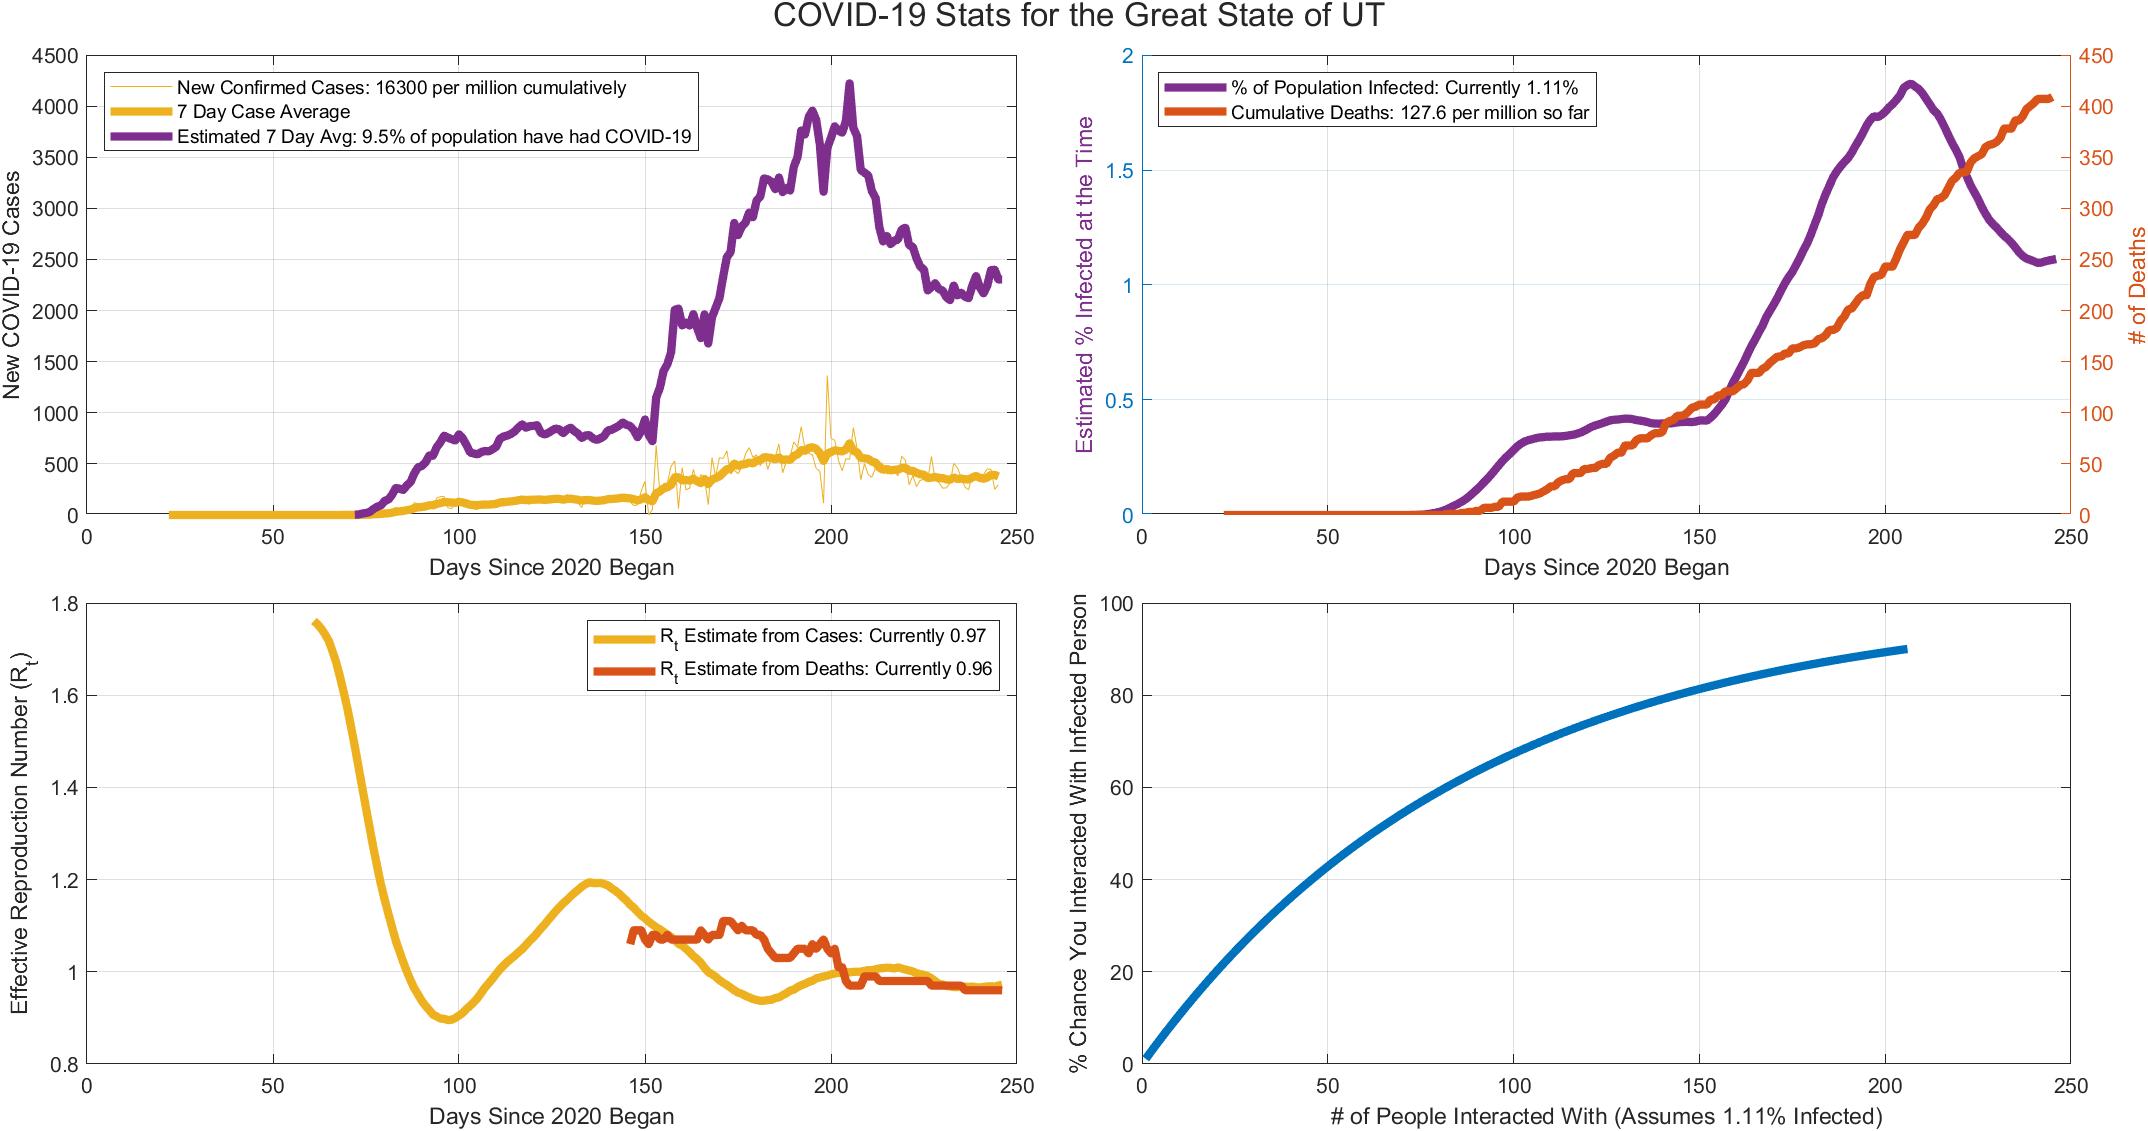 COVID-19 Stats for the Great State of UT
New COVID-19 Cases
4500
4000
3500
3000
2500
2000
1500
1000
500
0
New Confirmed Cases: 16300 per million cumulatively
7 Day Case Average
Estimated 7 Day Avg: 9.5% of population have had COVID-19
0 50 100 150 200 250
Days Since 2020 Began
Estimated % Infected at the Time
2
1.5
1
0.5
0
% of Population Infected: Currently 1.11%
Cumulative Deaths: 127.6 per million so far
450
400
350
300
250
200
150
100
50
0
# of Deaths
0 50 100 150 200 250
Days Since 2020 Began
Effective Reproduction Number (Rt)
1.8
1.6
1.4
1.2
1
0.8
Rt Estimate from Cases: Currently 0.97
Rt Estimate from Deaths: Currently 0.96
0 50 100 150 200 250
Days Since 2020 Began
% Chance You Interacted With Infected Person
100
80
60
40
20
0
0 50 100 150 200 250
# of People Interacted With (Assumes 1.11% Infected)